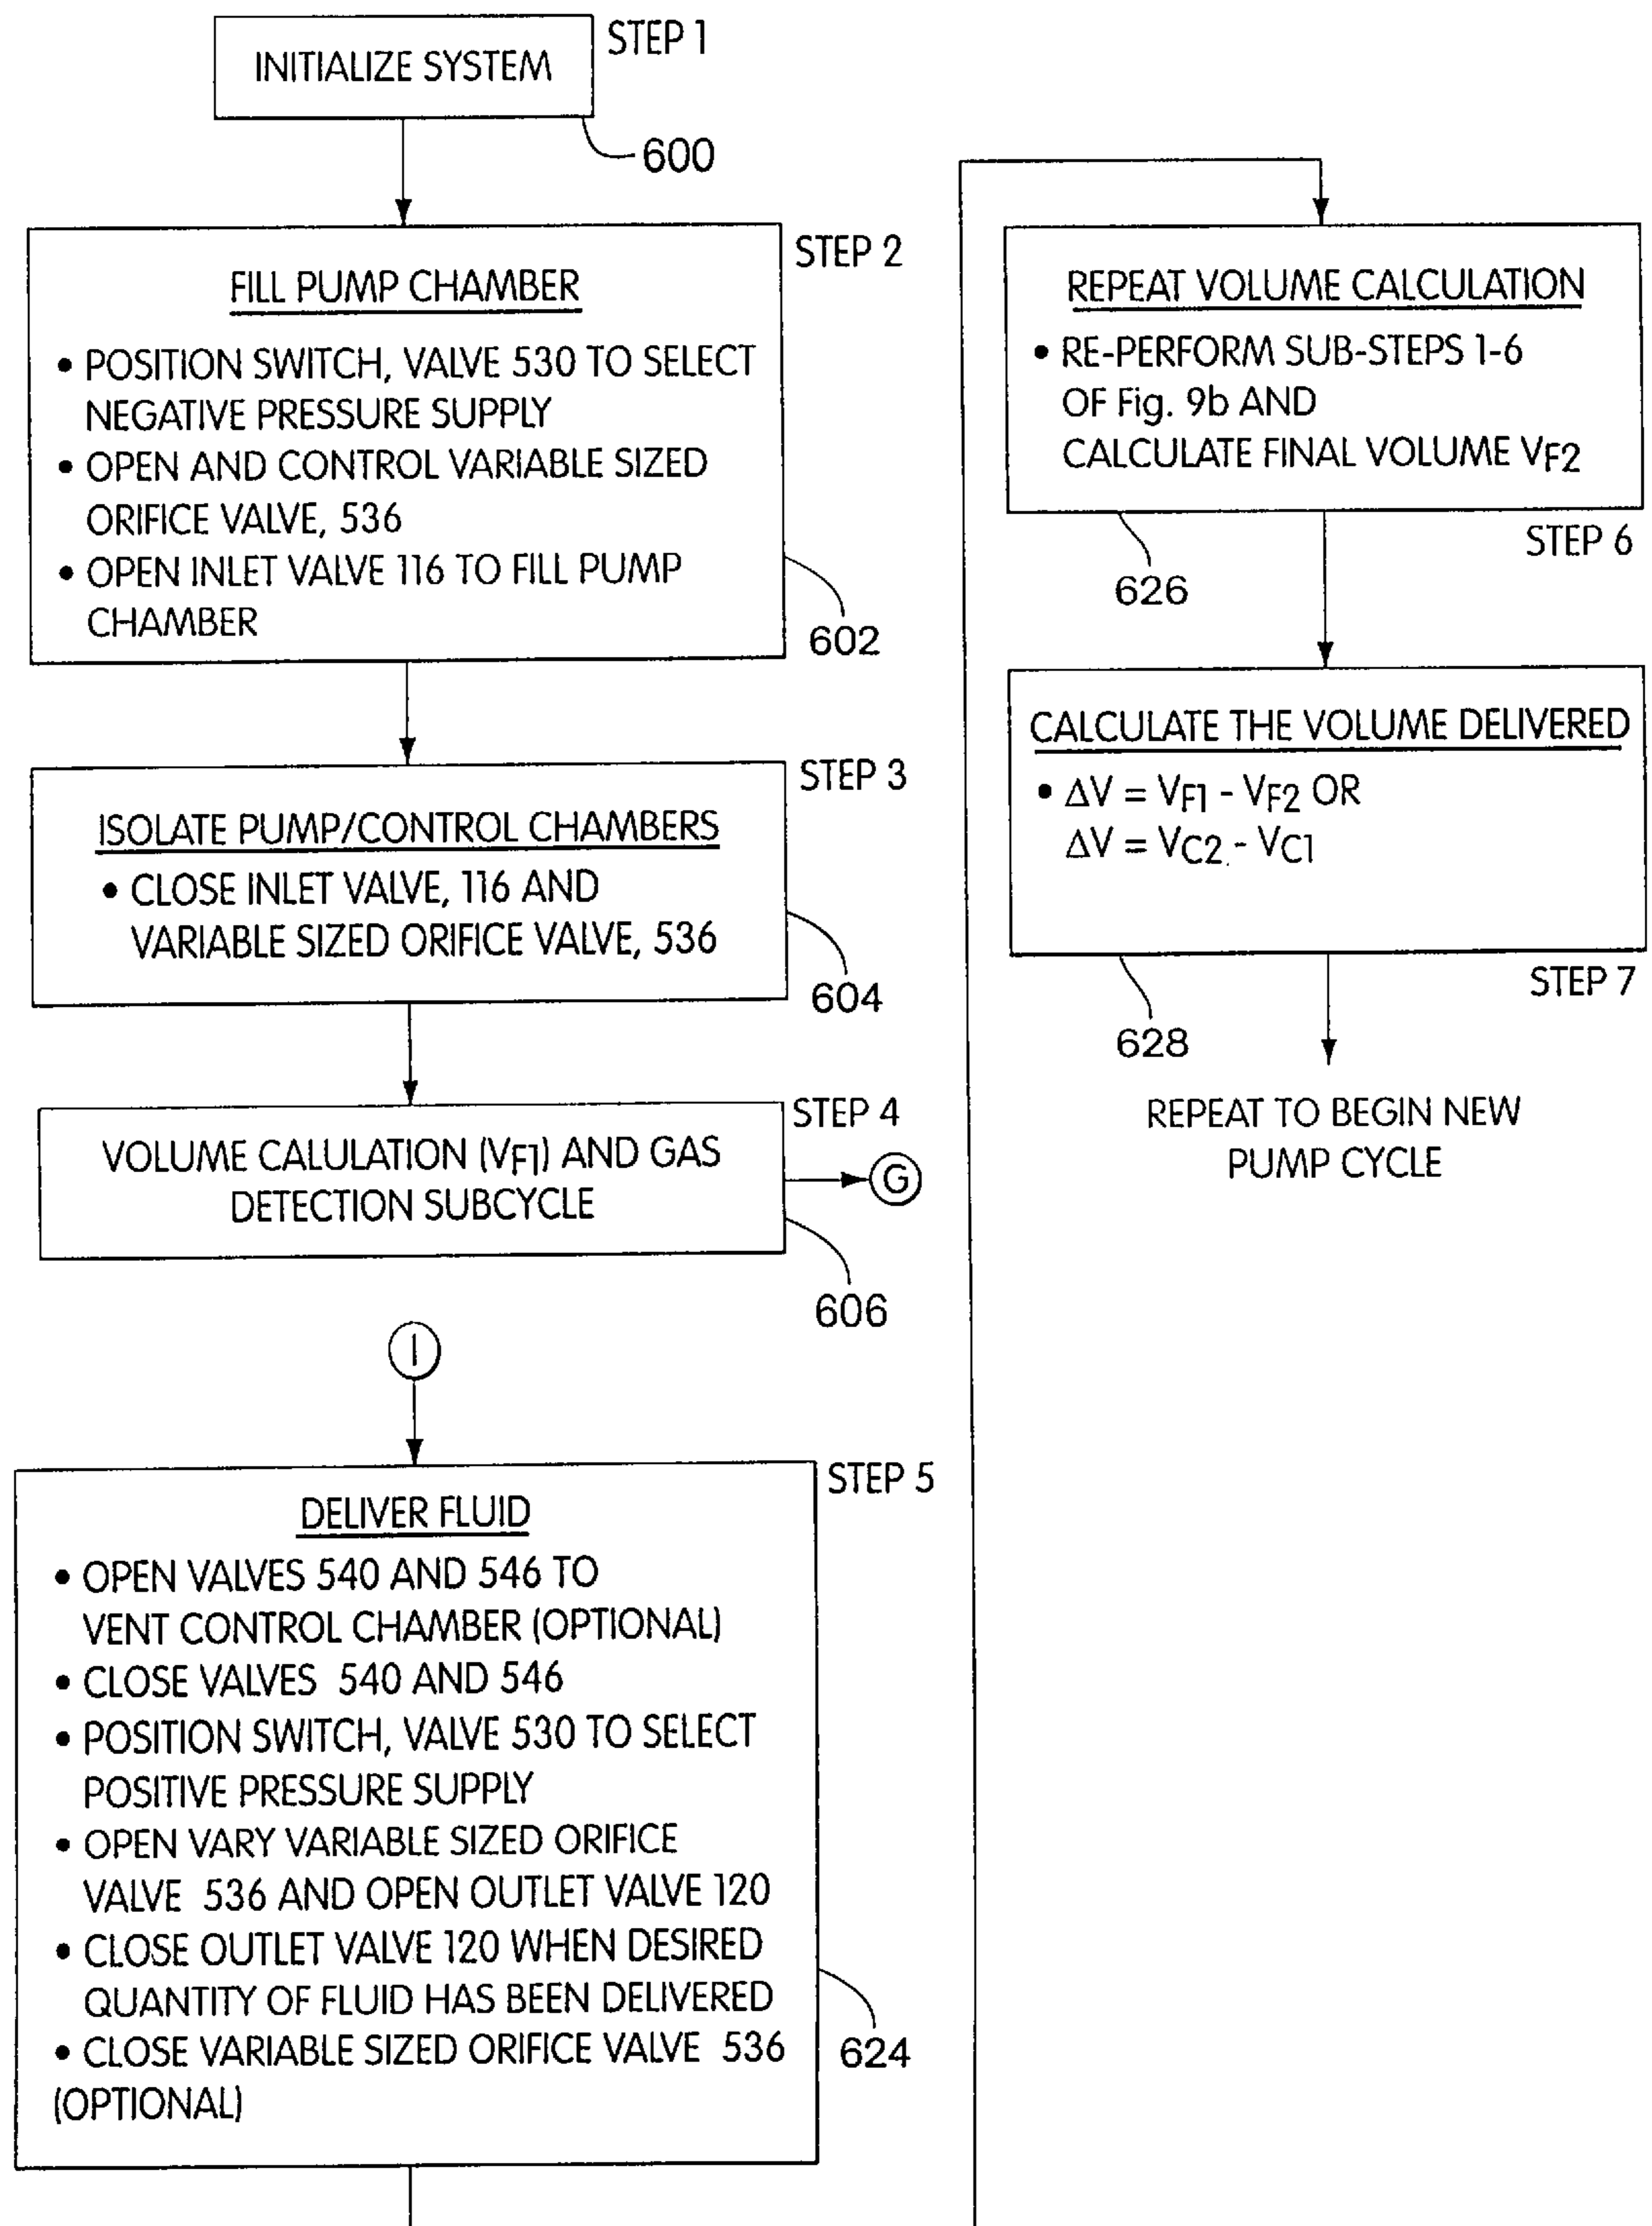 INITIALIZE SYSTEM
STEP 1
600
STEP 2
FILL PUMP CHAMBER
• POSITION SWITCH, VALVE 530 TO SELECT
NEGATIVE PRESSURE SUPPLY
• OPEN AND CONTROL VARIABLE SIZED
ORIFICE VALVE, 536
• OPEN INLET VALVE 116 TO FILL PUMP
CHAMBER
602
STEP 3
ISOLATE PUMP/CONTROL CHAMBERS
• CLOSE INLET VALVE, 116 AND
VARIABLE SIZED ORIFICE VALVE, 536
604
STEP 4
VOLUME CALULATION (VF1) AND GAS
DETECTION SUBCYCLE
G
606
I
STEP 5
DELIVER FLUID
• OPEN VALVES 540 AND 546 TO
VENT CONTROL CHAMBER (OPTIONAL)
• CLOSE VALVES 540 AND 546
• POSITION SWITCH, VALVE 530 TO SELECT
POSITIVE PRESSURE SUPPLY
• OPEN VARY VARIABLE SIZED ORIFICE
VALVE 536 AND OPEN OUTLET VALVE 120
• CLOSE OUTLET VALVE 120 WHEN DESIRED
QUANTITY OF FLUID HAS BEEN DELIVERED
• CLOSE VARIABLE SIZED ORIFICE VALVE 536
(OPTIONAL)
624
REPEAT VOLUME CALCULATION
• RE-PERFORM SUB-STEPS 1-6
OF Fig. 9b AND
CALCULATE FINAL VOLUME VF2
STEP 6
626
CALCULATE THE VOLUME DELIVERED
• ΔV = VF1 - VF2 OR
ΔV = VC2 - VC1
STEP 7
628
REPEAT TO BEGIN NEW
PUMP CYCLE